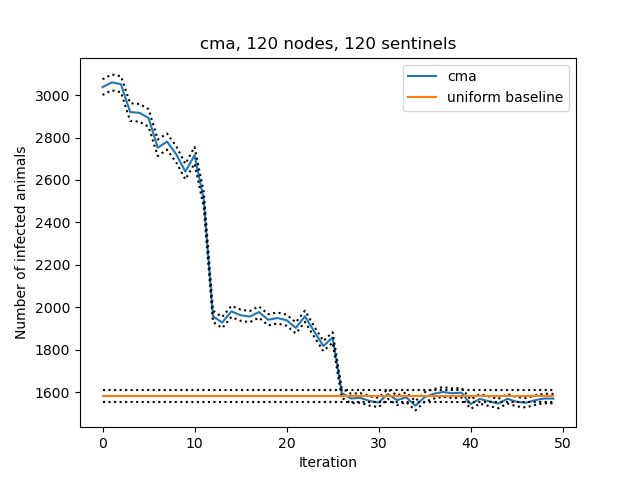 cma, 120 nodes, 120 sentinels
cma
uniform baseline
Number of infected animals
3000
2800
2600
2400
2200
2000
1800
1600
0
10
20
30
40
50
Iteration